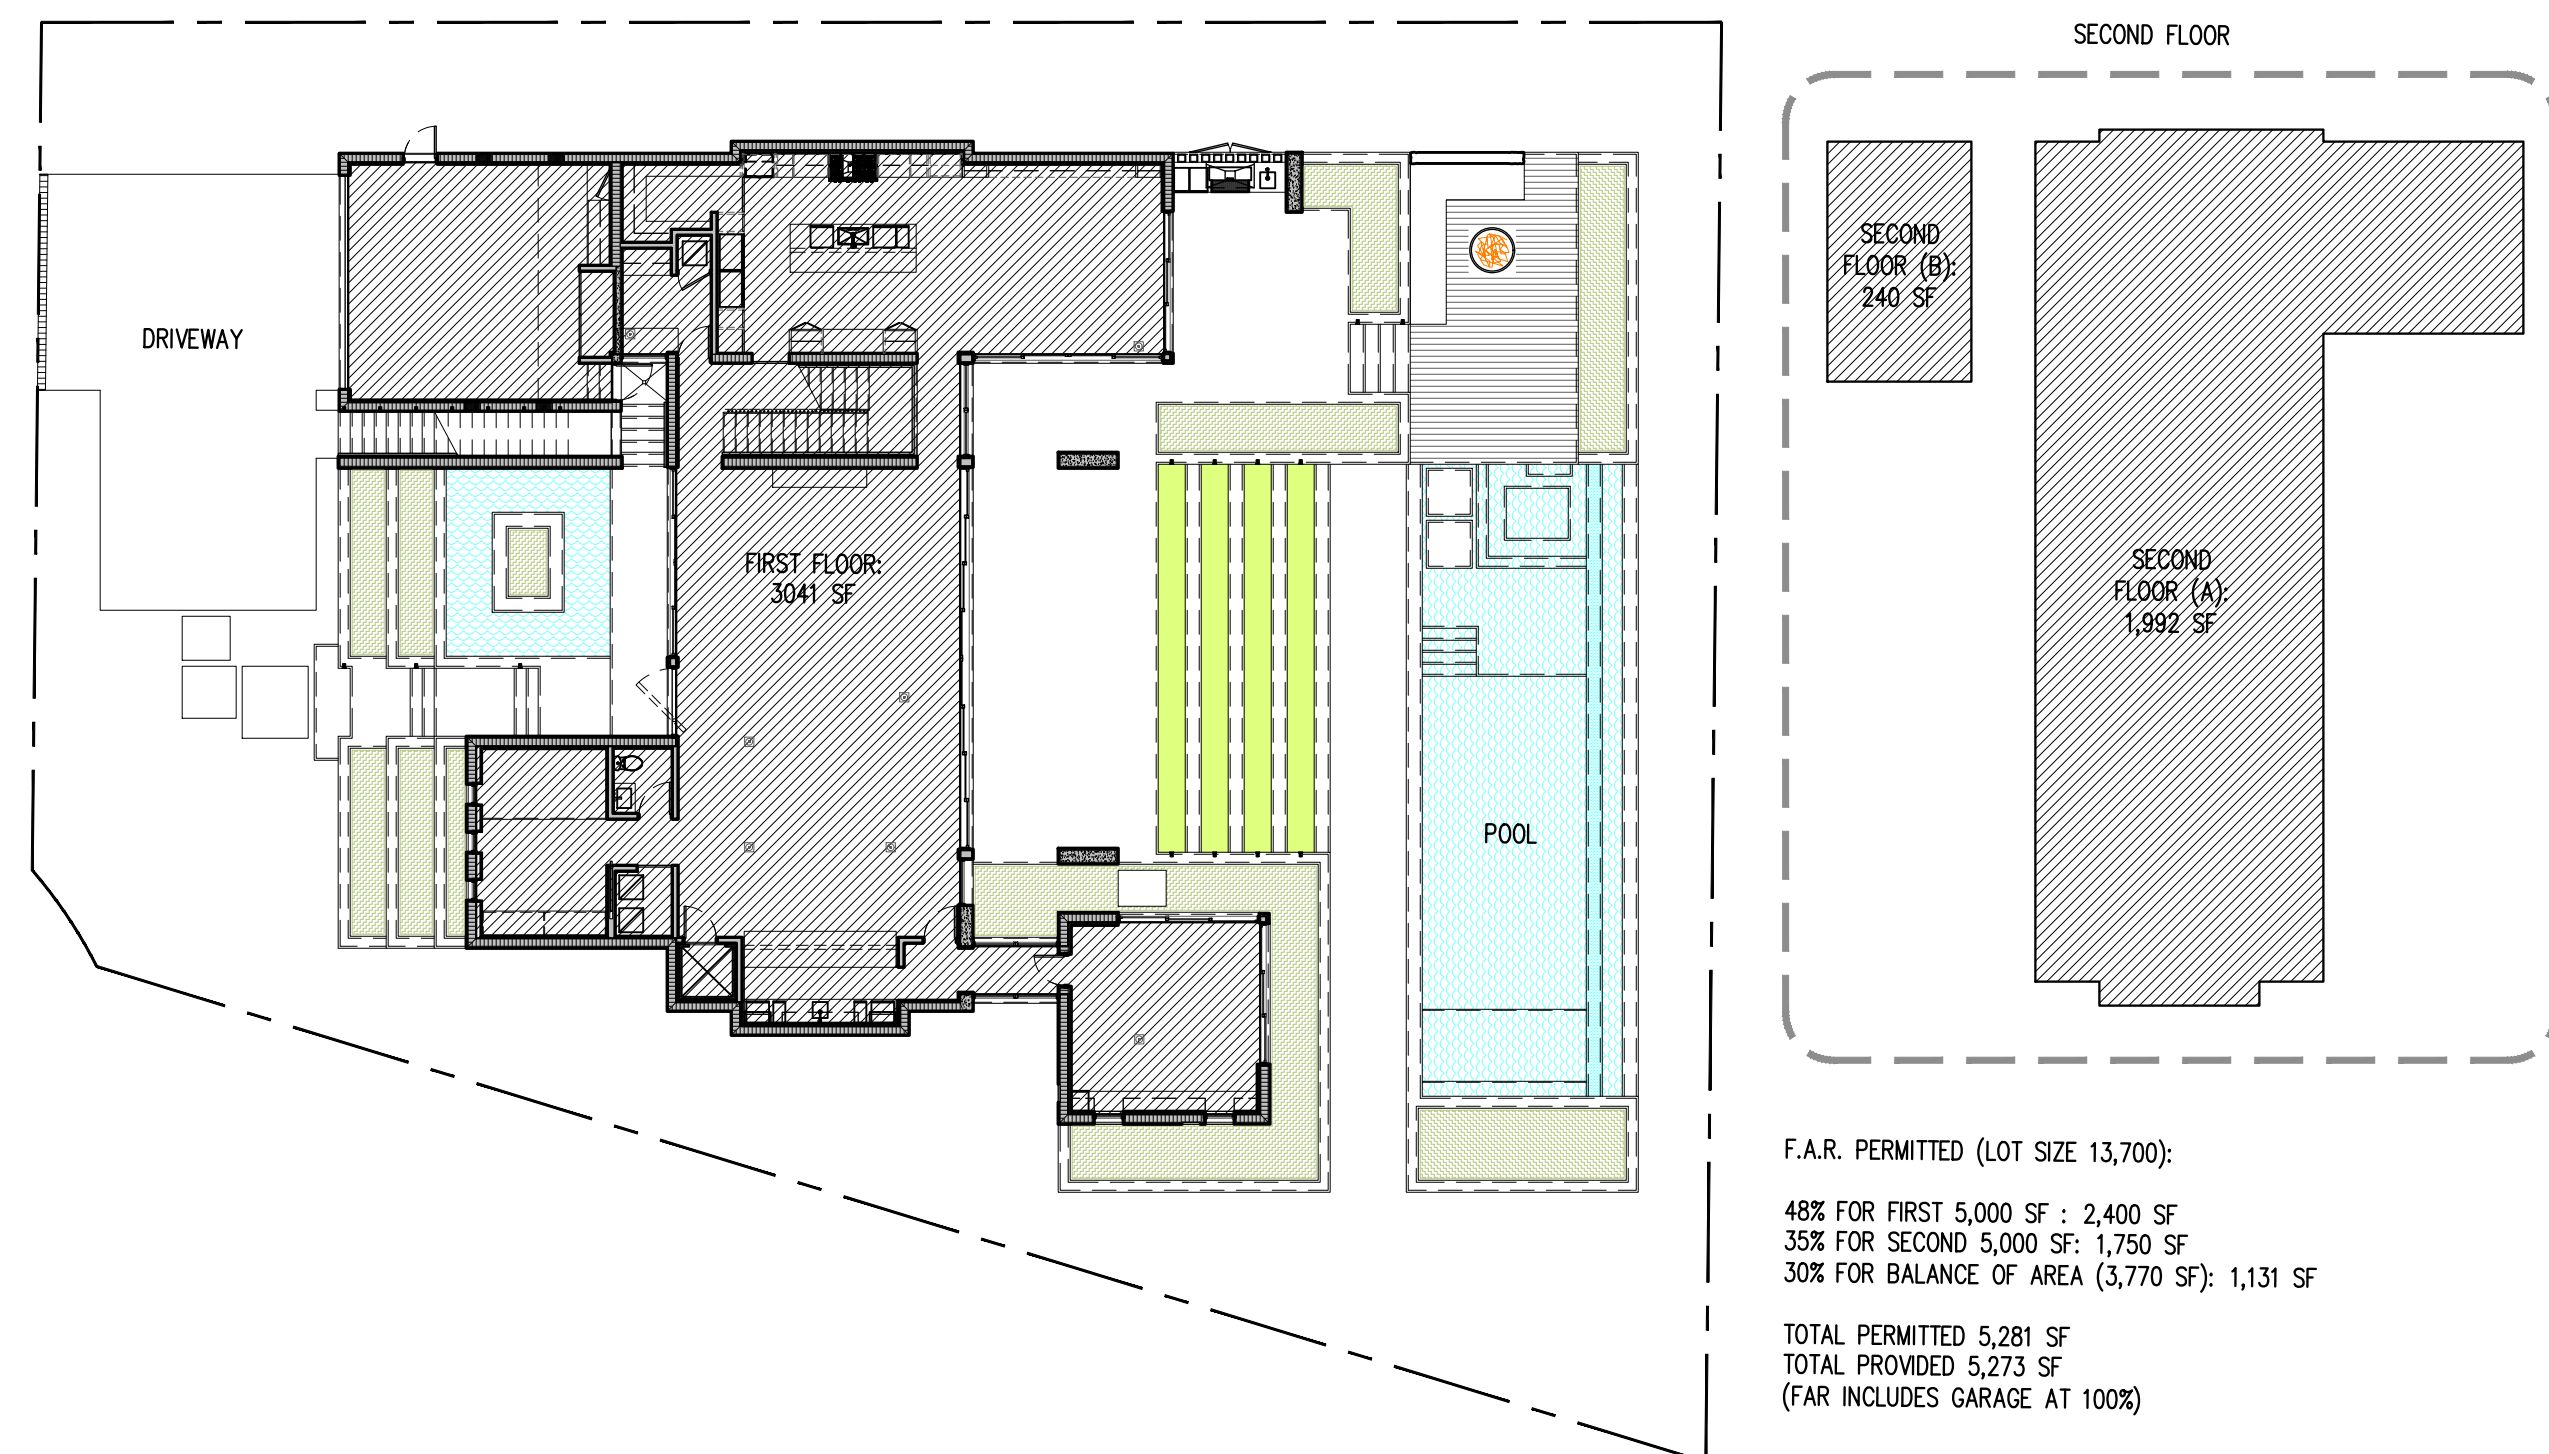 SECOND FLOOR
DRIVEWAY
FIRST FLOOR:
3041 SF
POOL
SECOND
FLOOR (B):
240 SF
SECOND
FLOOR (A):
1,992 SF
F.A.R. PERMITTED (LOT SIZE 13,700):
48% FOR FIRST 5,000 SF : 2,400 SF
35% FOR SECOND 5,000 SF: 1,750 SF
30% FOR BALANCE OF AREA (3,770 SF): 1,131 SF
TOTAL PERMITTED 5,281 SF
TOTAL PROVIDED 5,273 SF
(FAR INCLUDES GARAGE AT 100%)